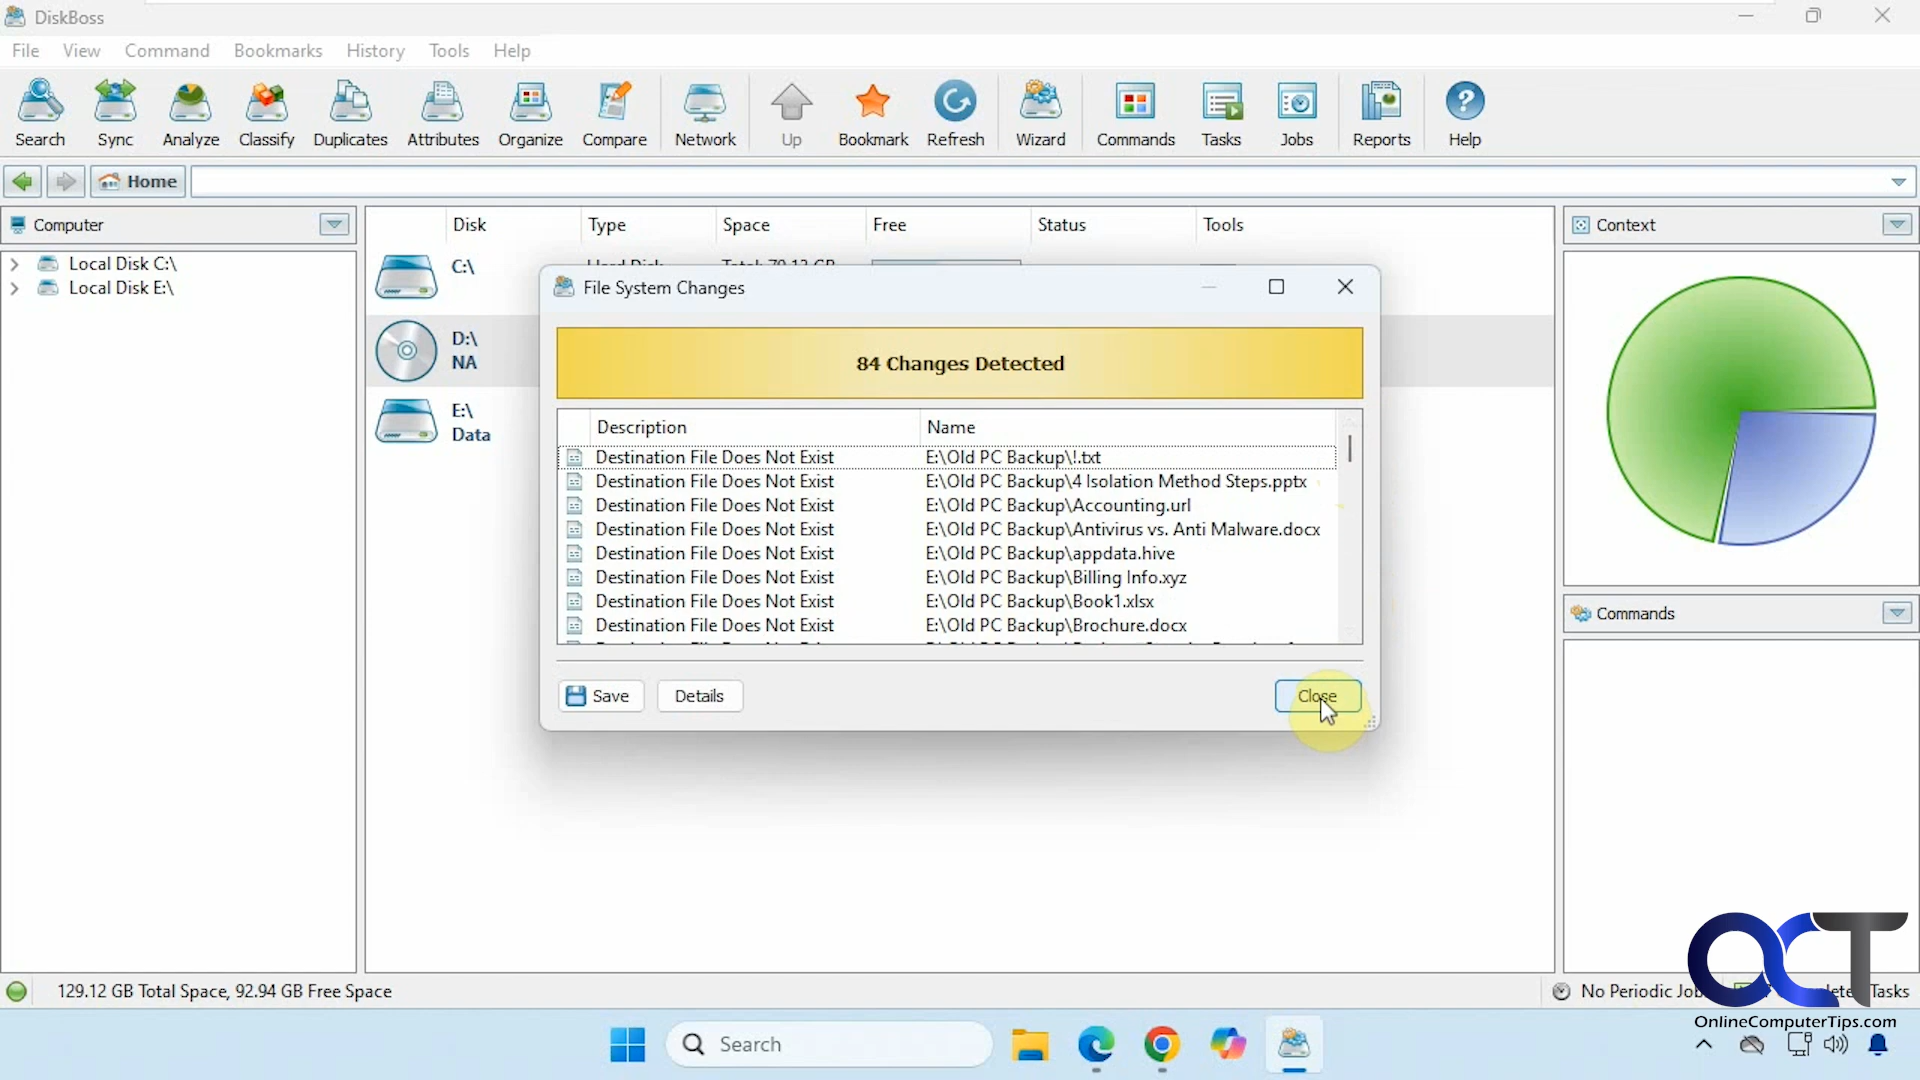 DiskBoss
File View Command Bookmarks History Tools Help
Search Sync Analyze Classify Duplicates Attributes Organize Compare Network Up Bookmark Refresh Wizard Commands Tasks Jobs Reports Help
Home
Computer
Local Disk C:\
Local Disk E:\
Disk Type Space Free Status Tools
C:\ Hard Disk Total: 79.13 GB
D:\
NA
E:\
Data
File System Changes
84 Changes Detected
Description Name
Destination File Does Not Exist E:\Old PC Backup\!.txt
Destination File Does Not Exist E:\Old PC Backup\4 Isolation Method Steps.pptx
Destination File Does Not Exist E:\Old PC Backup\Accounting.url
Destination File Does Not Exist E:\Old PC Backup\Antivirus vs. Anti Malware.docx
Destination File Does Not Exist E:\Old PC Backup\appdata.hive
Destination File Does Not Exist E:\Old PC Backup\Billing Info.xyz
Destination File Does Not Exist E:\Old PC Backup\Book1.xlsx
Destination File Does Not Exist E:\Old PC Backup\Brochure.docx
Save Details Close
Context
Commands
129.12 GB Total Space, 92.94 GB Free Space
No Periodic Tasks
OCT
OnlineComputerTips.com
Search